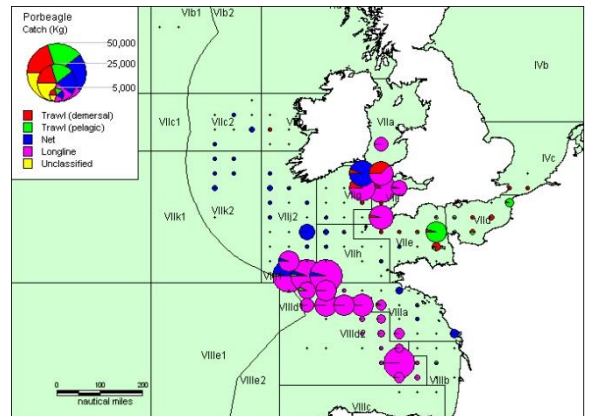 Porbeagle
Catch (Kg)
50,000
25,000
5,000
Trawl (demersal)
Trawl (pelagic)
Net
Longline
Unclassified
VIb1
VIb2
IVb
VIIc1
VIIc2
VIIa
IVc
VIIk1
VIIk2
VIIj2
VIIg
VIId
VIIe
VIIh
VIIId
VIIIa
VIIId2
VIIIe1
VIIIe2
VIIIb
VIIIc
0
100
200
nautical miles